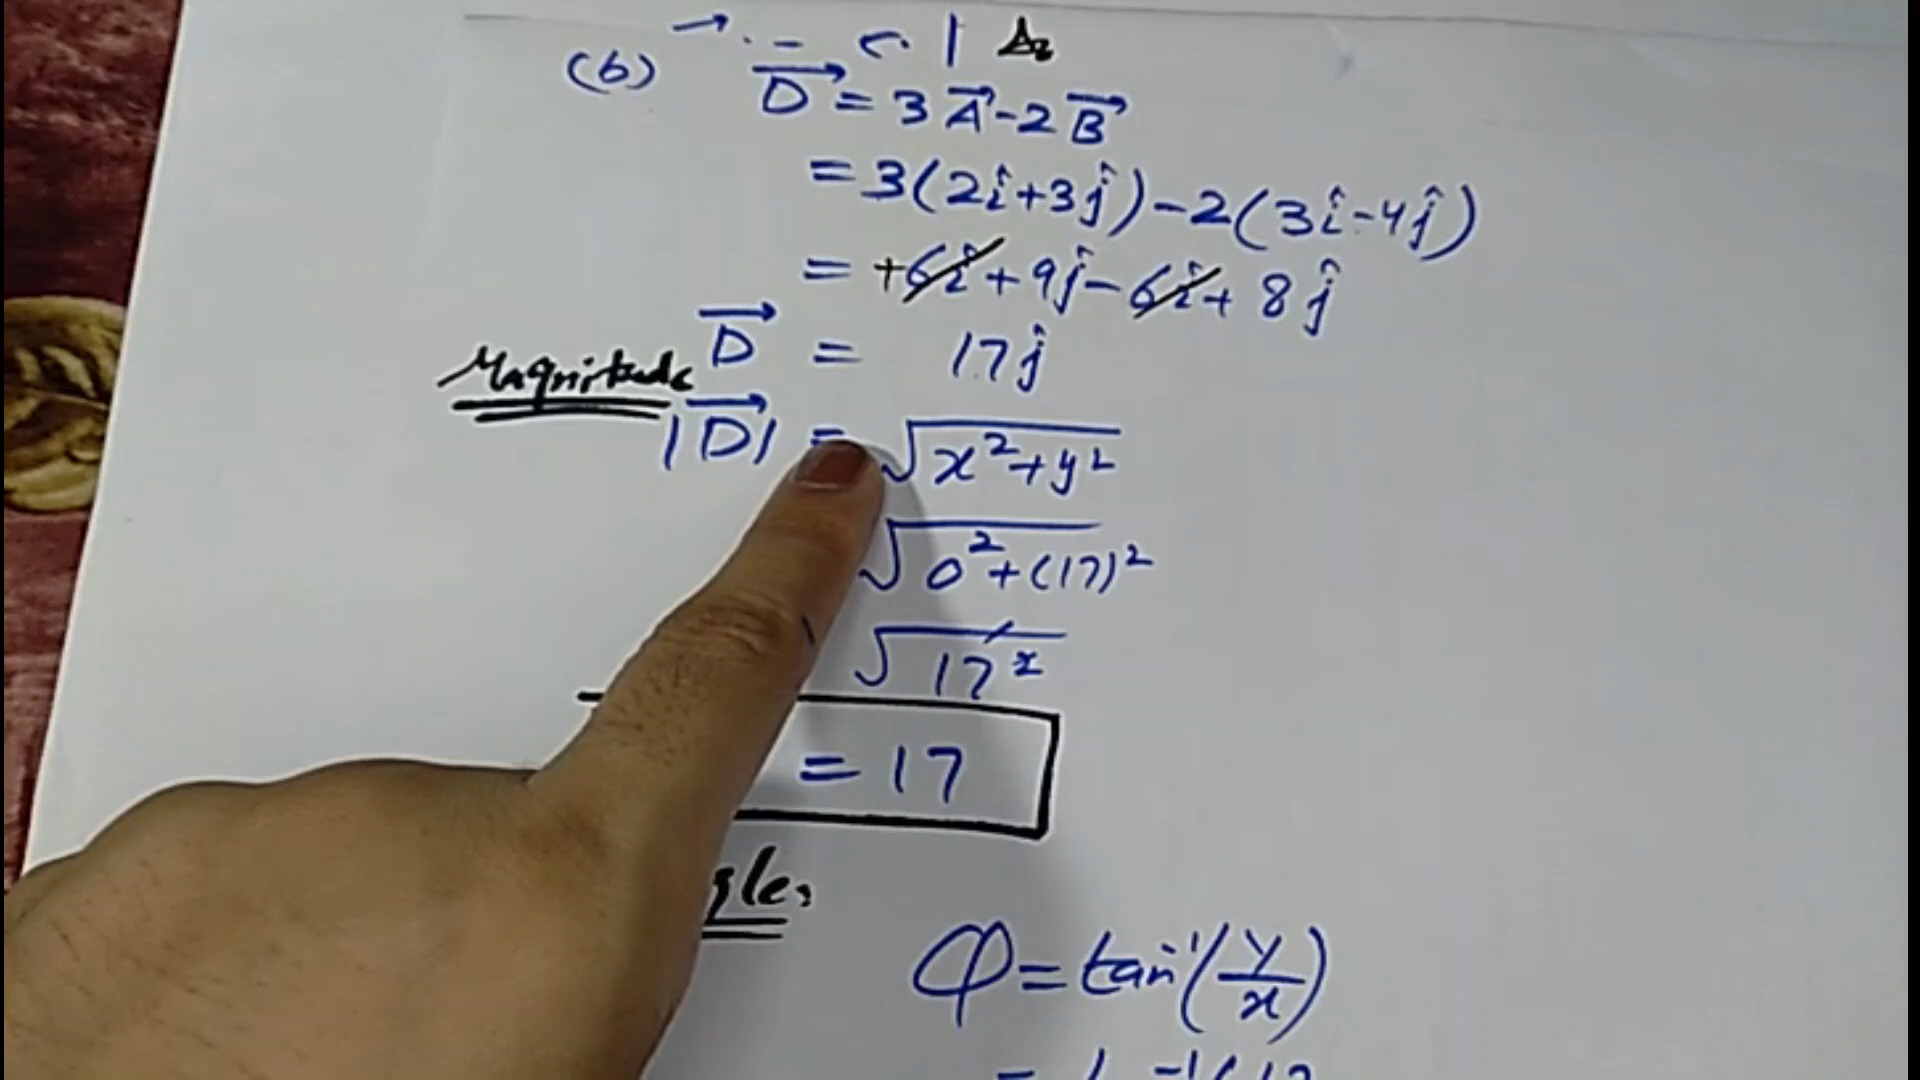 (b) D⃗ = 3A⃗ - 2B⃗
= 3(2î+3ĵ) - 2(3î-4ĵ)
= +6î + 9ĵ - 6î + 8ĵ
D⃗ = 17ĵ
Magnitude
|D⃗| = √x²+y²
√0²+(17)²
√17²
= 17
φ = tan⁻¹(y/x)